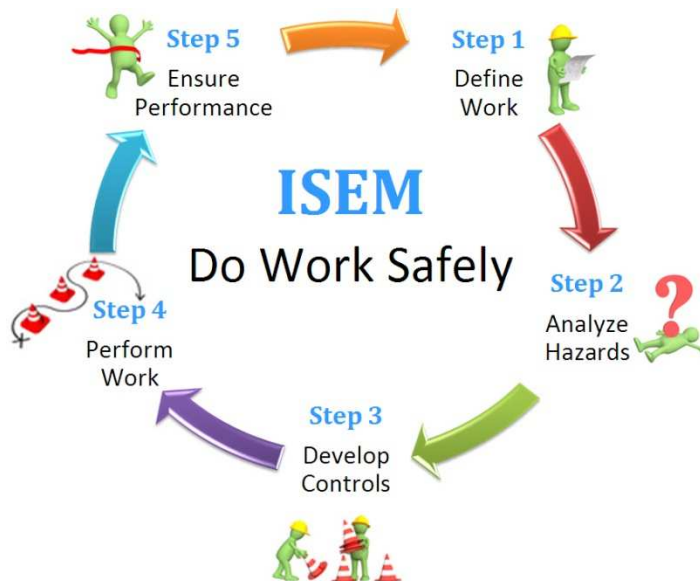 ISEM
Do Work Safely
Step 1
Define
Work
Step 2
Analyze
Hazards
?
Step 3
Develop
Controls
Step 4
Perform
Work
Step 5
Ensure
Performance